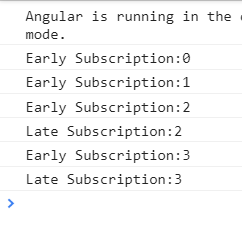 Angular is running in the
mode.
Early Subscription:0
Early Subscription:1
Early Subscription:2
Late Subscription:2
Early Subscription:3
Late Subscription:3